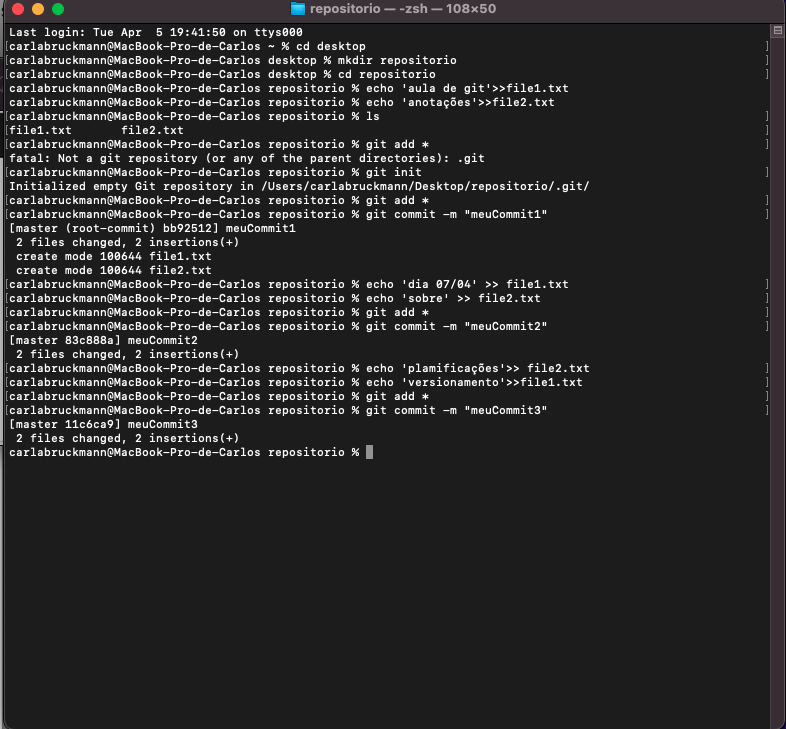 repositorio — -zsh — 108×50
Last login: Tue Apr  5 19:41:50 on ttys000
[carlabruckmann@MacBook-Pro-de-Carlos ~ % cd desktop ]
[carlabruckmann@MacBook-Pro-de-Carlos desktop % mkdir repositorio ]
[carlabruckmann@MacBook-Pro-de-Carlos desktop % cd repositorio ]
carlabruckmann@MacBook-Pro-de-Carlos repositorio % echo 'aula de git'>>file1.txt
carlabruckmann@MacBook-Pro-de-Carlos repositorio % echo 'anotações'>>file2.txt
[carlabruckmann@MacBook-Pro-de-Carlos repositorio % ls ]
[file1.txt       file2.txt ]
[carlabruckmann@MacBook-Pro-de-Carlos repositorio % git add * ]
fatal: Not a git repository (or any of the parent directories): .git
[carlabruckmann@MacBook-Pro-de-Carlos repositorio % git init ]
Initialized empty Git repository in /Users/carlabruckmann/Desktop/repositorio/.git/
[carlabruckmann@MacBook-Pro-de-Carlos repositorio % git add * ]
[carlabruckmann@MacBook-Pro-de-Carlos repositorio % git commit -m "meuCommit1" ]
[master (root-commit) bb92512] meuCommit1
 2 files changed, 2 insertions(+)
 create mode 100644 file1.txt
 create mode 100644 file2.txt
[carlabruckmann@MacBook-Pro-de-Carlos repositorio % echo 'dia 07/04' >> file1.txt ]
[carlabruckmann@MacBook-Pro-de-Carlos repositorio % echo 'sobre' >> file2.txt ]
[carlabruckmann@MacBook-Pro-de-Carlos repositorio % git add * ]
[carlabruckmann@MacBook-Pro-de-Carlos repositorio % git commit -m "meuCommit2" ]
[master 83c888a] meuCommit2
 2 files changed, 2 insertions(+)
[carlabruckmann@MacBook-Pro-de-Carlos repositorio % echo 'plamificações'>> file2.txt ]
[carlabruckmann@MacBook-Pro-de-Carlos repositorio % echo 'versionamento'>>file1.txt ]
[carlabruckmann@MacBook-Pro-de-Carlos repositorio % git add * ]
[carlabruckmann@MacBook-Pro-de-Carlos repositorio % git commit -m "meuCommit3" ]
[master 11c6ca9] meuCommit3
 2 files changed, 2 insertions(+)
carlabruckmann@MacBook-Pro-de-Carlos repositorio %